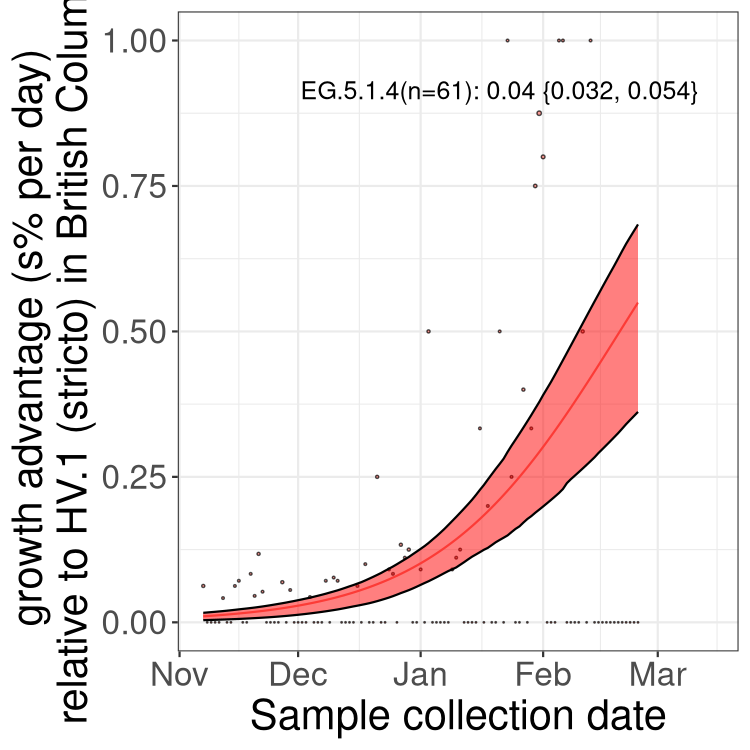 growth advantage (s% per day)
relative to HV.1 (stricto) in British Colum
1.00
0.75
0.50
0.25
0.00
EG.5.1.4(n=61): 0.04 {0.032, 0.054}
Nov Dec Jan Feb Mar
Sample collection date